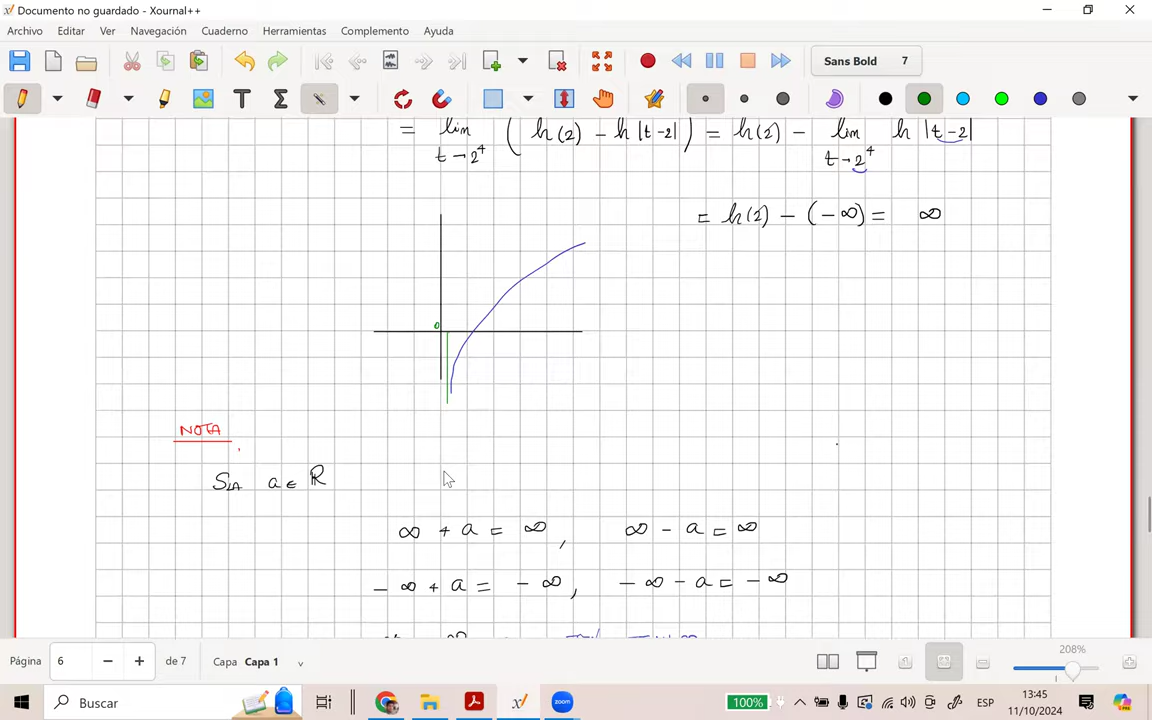 Documento no guardado - Xournal++
Archivo Editar Ver Navegación Cuaderno Herramientas Complemento Ayuda
Sans Bold 7
= lim t→2⁺ ( ln(2) − ln|t−2| ) = ln(2) − lim t→2⁺ ln|t−2|
= ln(2) − (−∞) = ∞
0
NOTA
SEA a ∈ ℝ
∞ + a = ∞, ∞ − a = ∞
− ∞ + a = − ∞, − ∞ − a = − ∞
Página 6 de 7 Capa Capa 1 208%
Buscar 100% ESP 13:45
11/10/2024